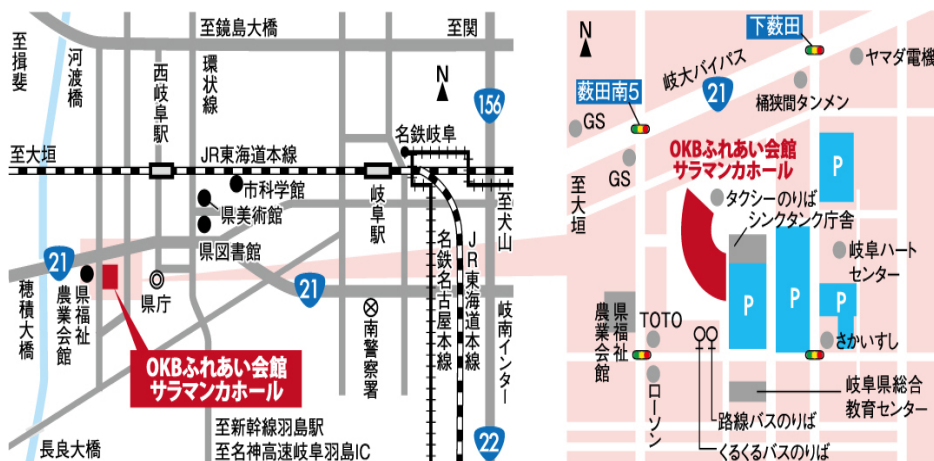 至鏡島大橋
至関
至揖斐
河渡橋
西岐阜駅
環状線
N
156
名鉄岐阜
至大垣
JR東海道本線
市科学館
県美術館
県図書館
岐阜駅
至犬山
名鉄名古屋本線
JR東海道本線
21
穂積大橋
県福祉
農業会館
県庁
21
南警察署
岐南インター
OKBふれあい会館
サラマンカホール
長良大橋
至新幹線羽島駅
至名神高速岐阜羽島IC
22
N
下薮田
ヤマダ電機
岐大バイパス
21
薮田南5
桶狭間タンメン
GS
GS
OKBふれあい会館
サラマンカホール
P
至大垣
タクシーのりば
シンクタンク庁舎
岐阜ハート
センター
P
P
P
県福祉
農業会館
TOTO
さかいすし
ローソン
岐阜県総合
教育センター
路線バスのりば
くるくるバスのりば